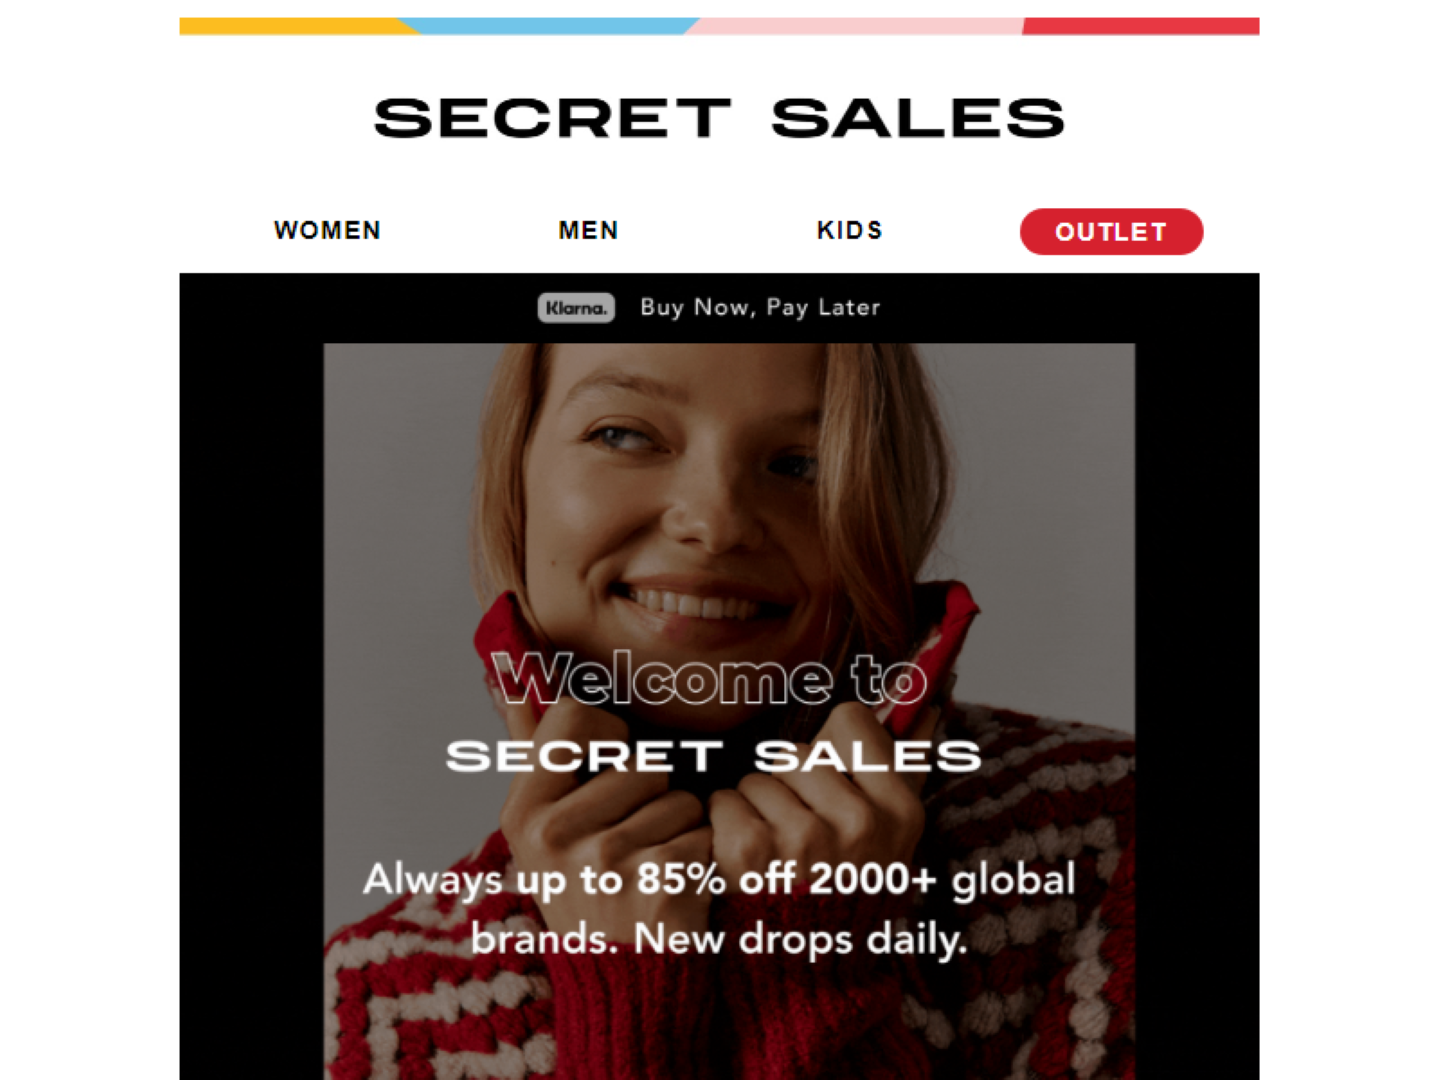 SECRET SALES
WOMEN MEN KIDS OUTLET
Klarna. Buy Now, Pay Later
Welcome to
SECRET SALES
Always up to 85% off 2000+ global
brands. New drops daily.